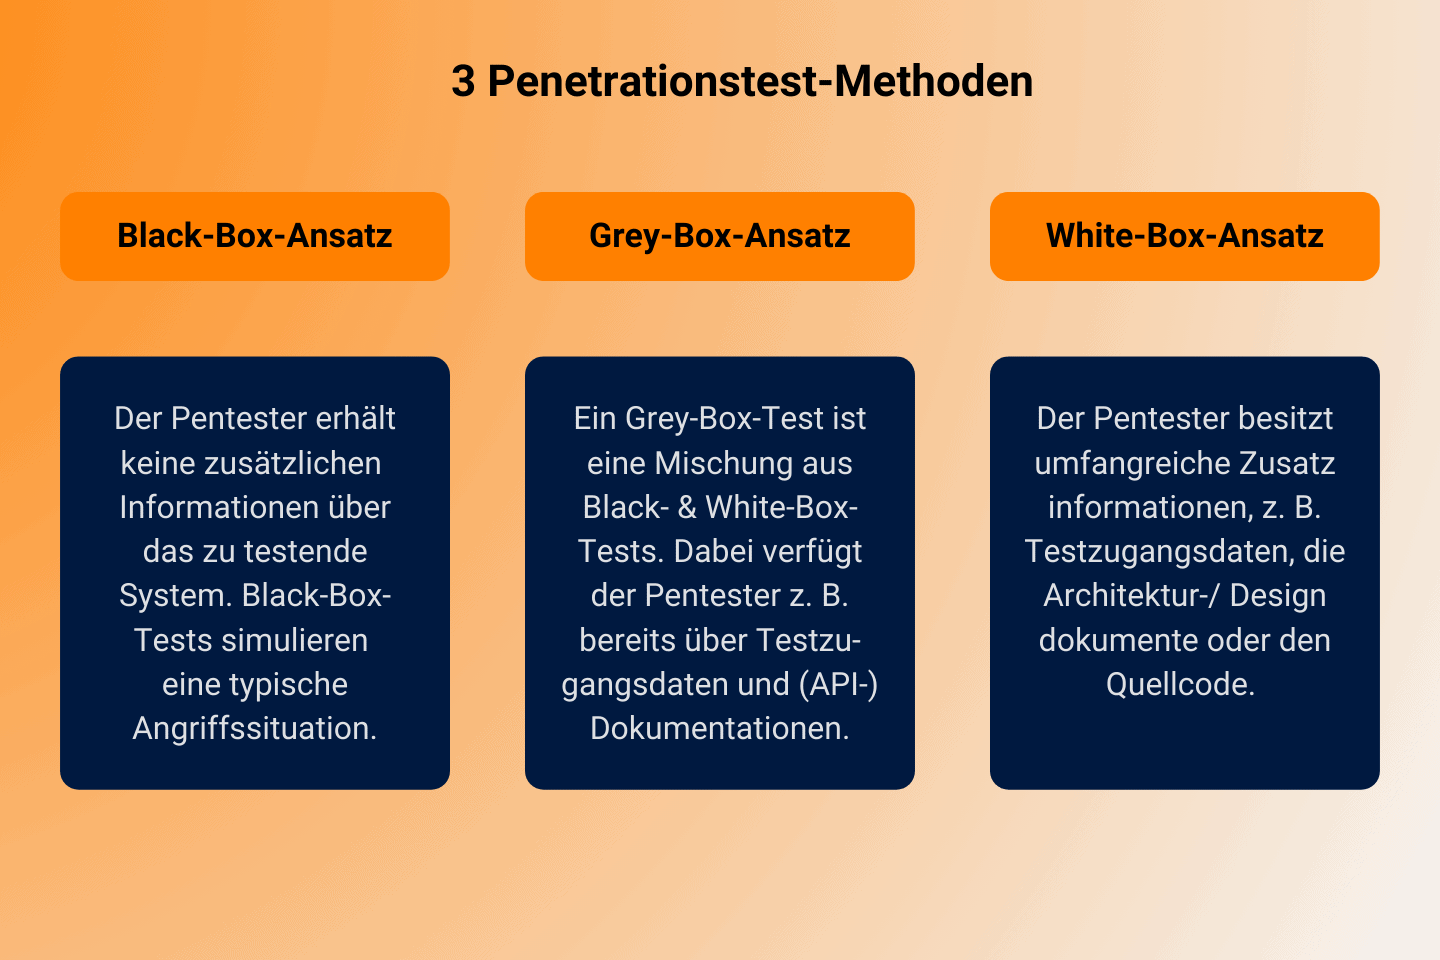 3 Penetrationstest-Methoden
Black-Box-Ansatz
Der Pentester erhält
keine zusätzlichen
Informationen über
das zu testende
System. Black-Box-
Tests simulieren
eine typische
Angriffssituation.
Grey-Box-Ansatz
Ein Grey-Box-Test ist
eine Mischung aus
Black- & White-Box-
Tests. Dabei verfügt
der Pentester z. B.
bereits über Testzu-
gangsdaten und (API-)
Dokumentationen.
White-Box-Ansatz
Der Pentester besitzt
umfangreiche Zusatz
informationen, z. B.
Testzugangsdaten, die
Architektur-/ Design
dokumente oder den
Quellcode.